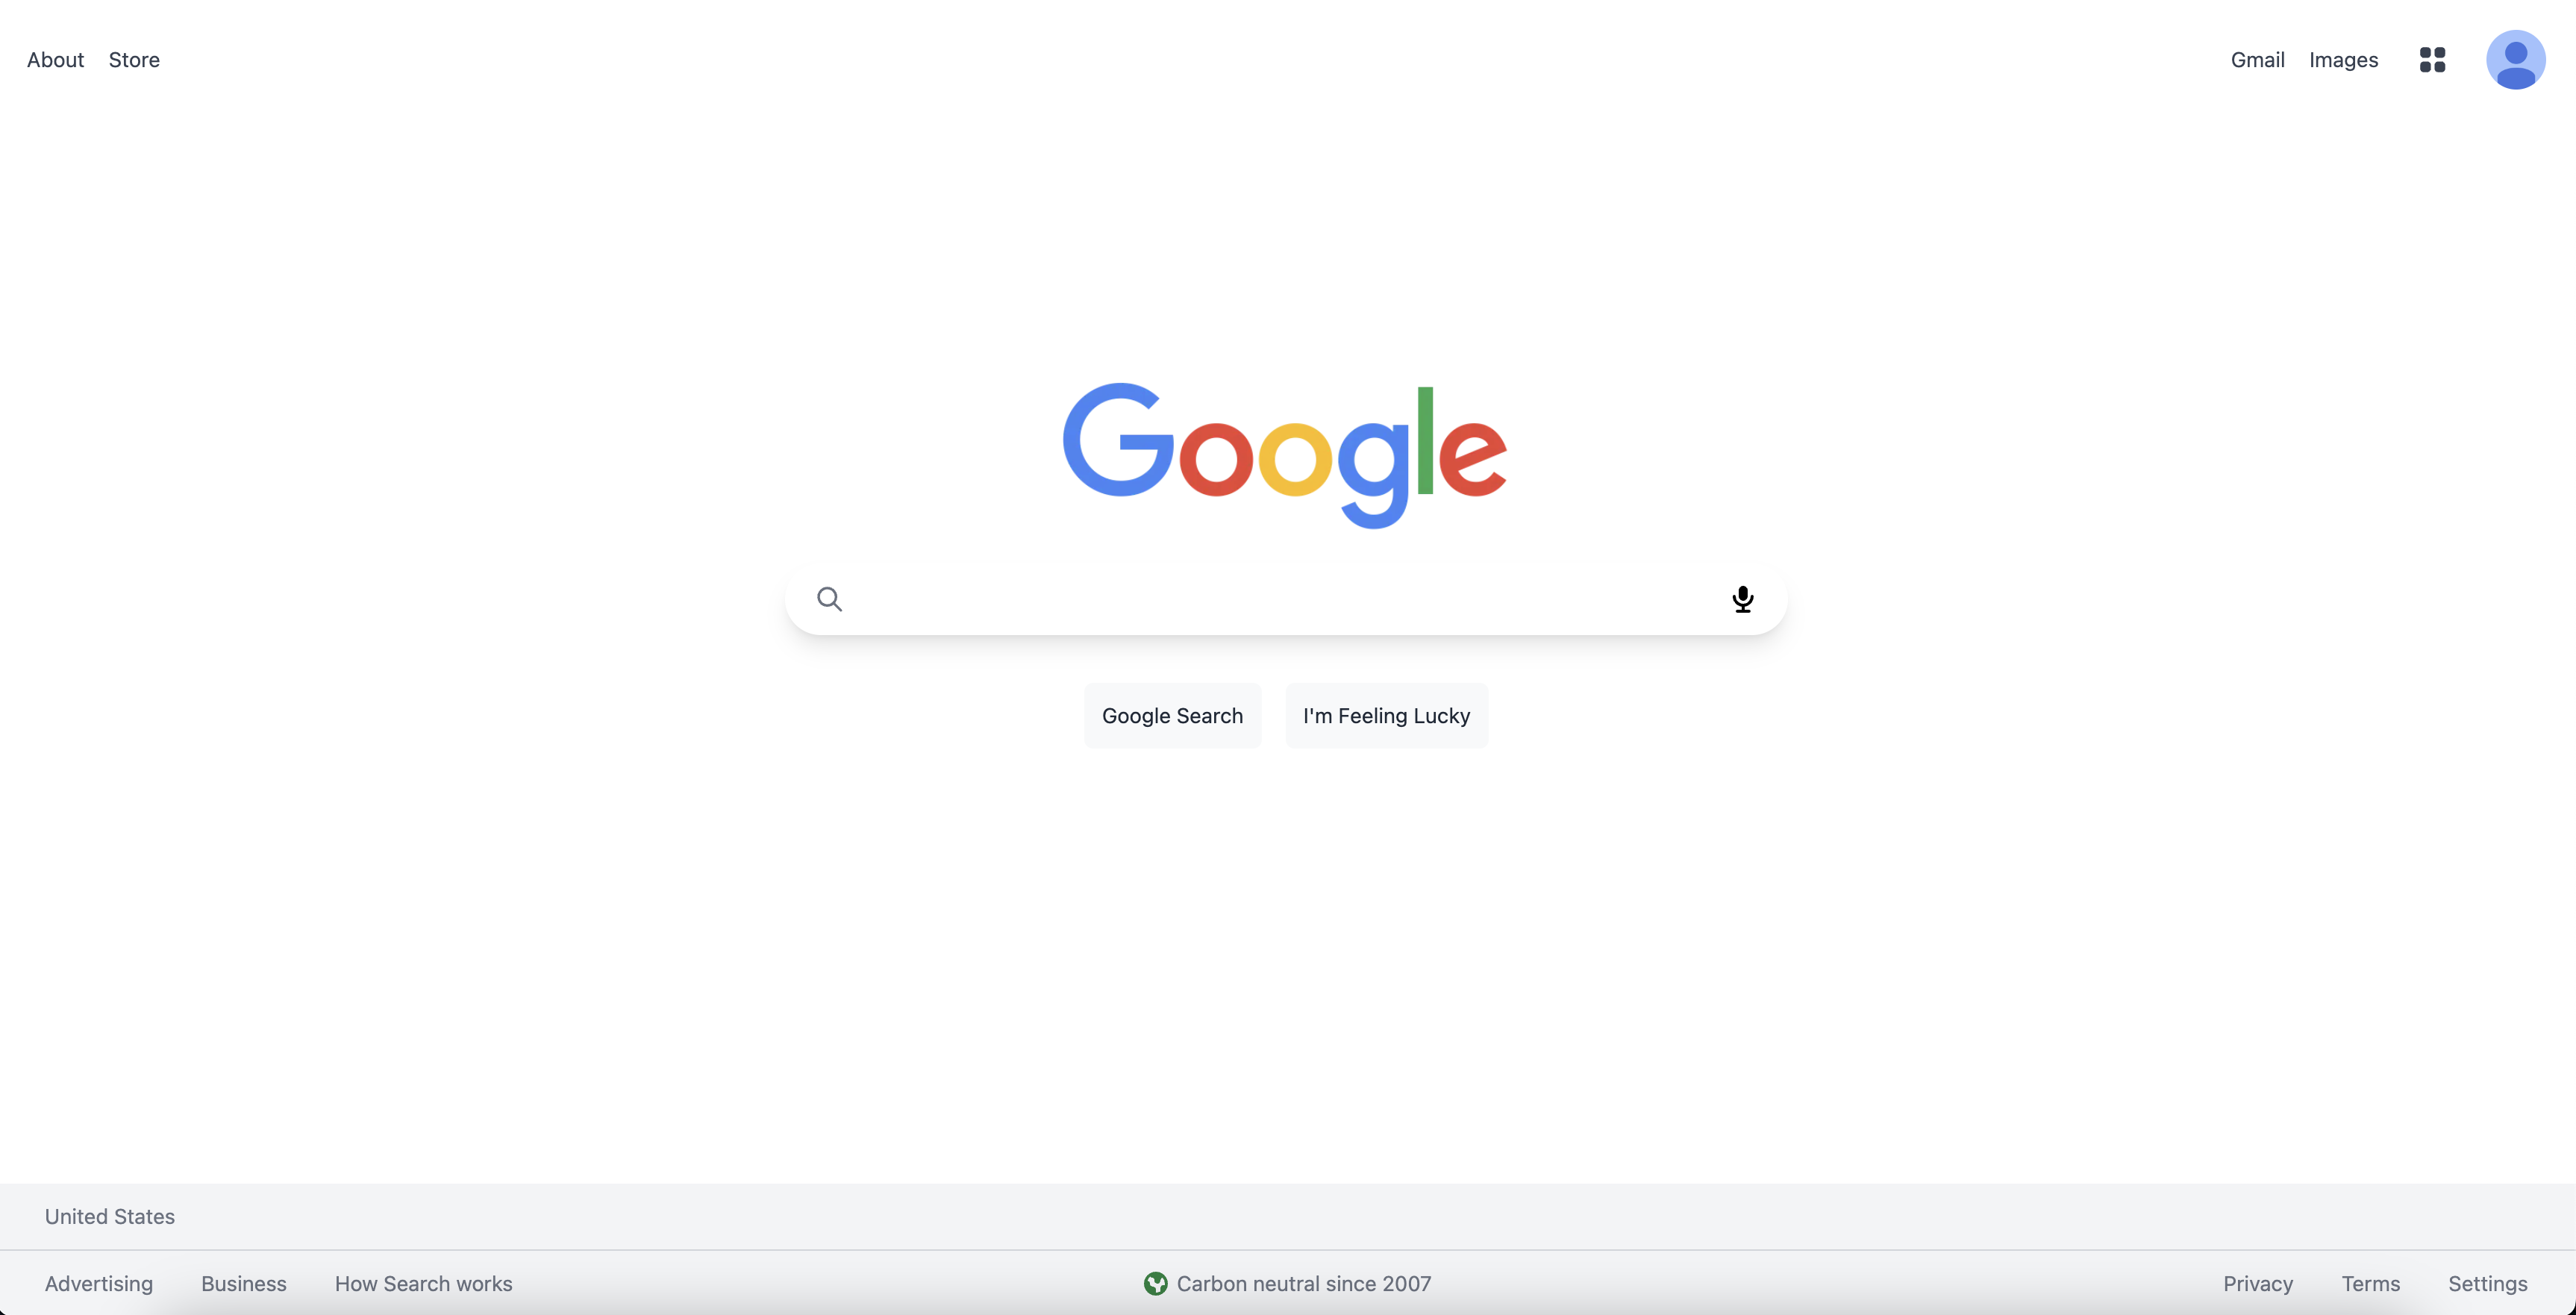 About Store
Gmail Images
Google
Google Search I'm Feeling Lucky
United States
Advertising Business How Search works
Carbon neutral since 2007
Privacy Terms Settings